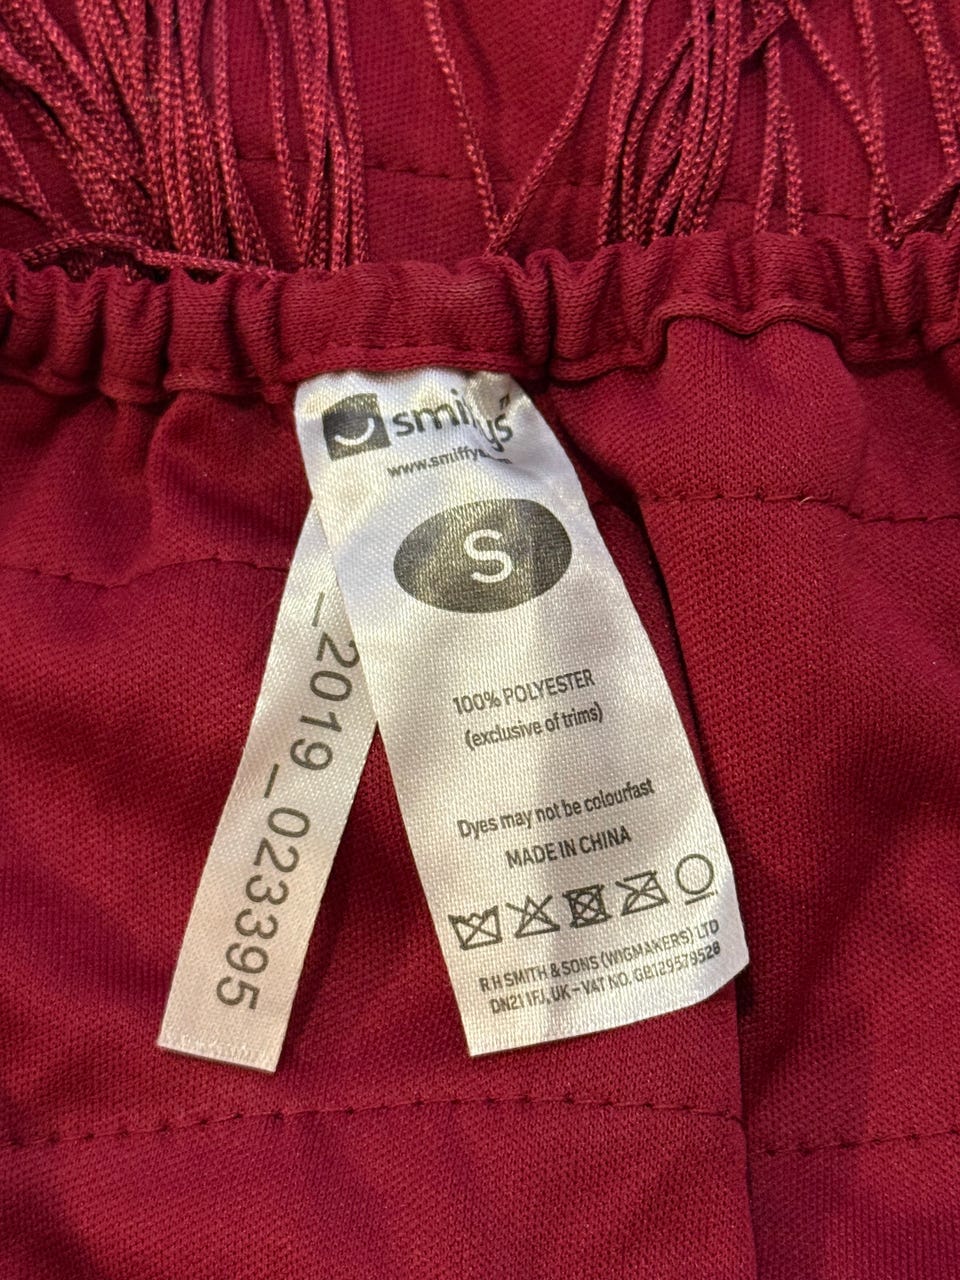 smiffys
www.smiffys.com
S
100% POLYESTER
(exclusive of trims)
Dyes may not be colourfast
MADE IN CHINA
R H SMITH & SONS (WIGMAKERS) LTD
DN21 1FJ, UK – VAT NO. GB129579528
_2019_023395